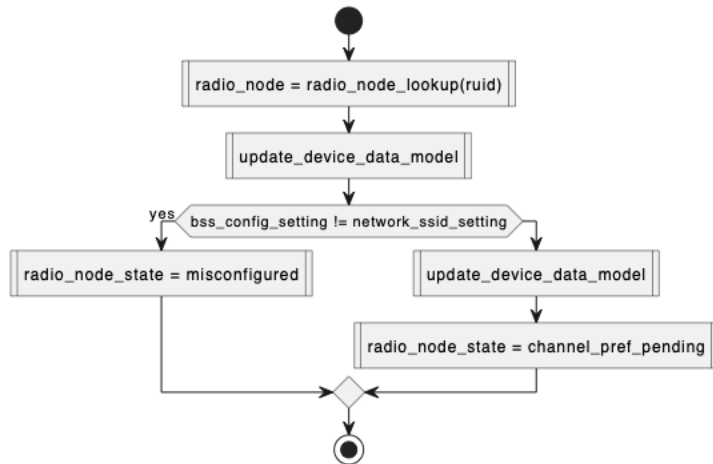 radio_node = radio_node_lookup(ruid)
update_device_data_model
yes
bss_config_setting != network_ssid_setting
radio_node_state = misconfigured
update_device_data_model
radio_node_state = channel_pref_pending